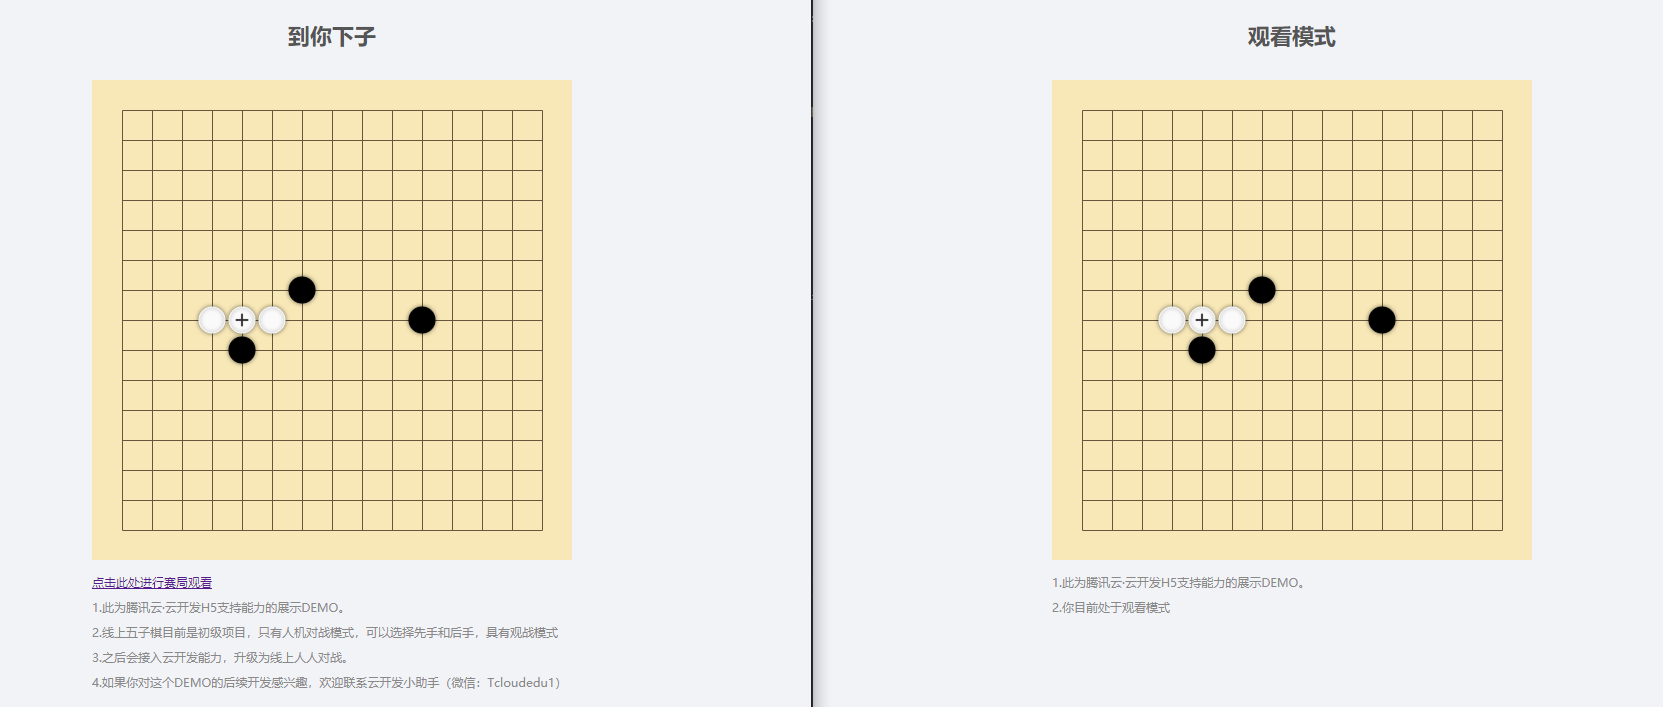 到你下子
点击此处进行赛局观看
1.此为腾讯云·云开发H5支持能力的展示DEMO。
2.线上五子棋目前是初级项目，只有人机对战模式，可以选择先手和后手，具有观战模式
3.之后会接入云开发能力，升级为线上人人对战。
4.如果你对这个DEMO的后续开发感兴趣，欢迎联系云开发小助手（微信：Tcloudedu1）
观看模式
1.此为腾讯云·云开发H5支持能力的展示DEMO。
2.你目前处于观看模式